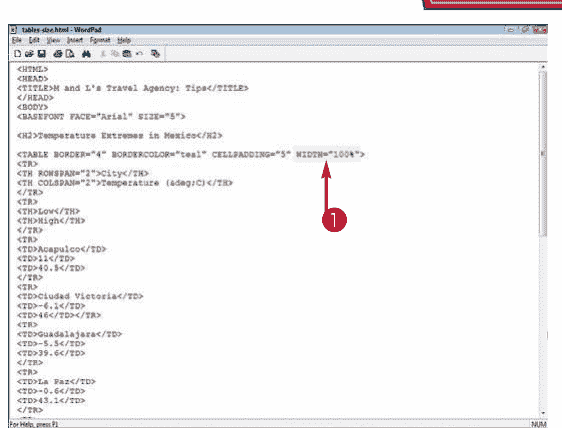 tables-size.html - WordPad
File Edit View Insert Format Help
<HTML>
<HEAD>
<TITLE>M and L's Travel Agency: Tips</TITLE>
</HEAD>
<BODY>
<BASEFONT FACE="Arial" SIZE="5">
<H2>Temperature Extremes in Mexico</H2>
<TABLE BORDER="4" BORDERCOLOR="teal" CELLPADDING="5" WIDTH="100%">
<TR>
<TH ROWSPAN="2">City</TH>
<TH COLSPAN="2">Temperature (&deg;C)</TH>
</TR>
<TR>
<TH>Low</TH>
<TH>High</TH>
</TR>
<TR>
<TD>Acapulco</TD>
<TD>11</TD>
<TD>40.5</TD>
</TR>
<TR>
<TD>Ciudad Victoria</TD>
<TD>-6.1</TD>
<TD>46</TD></TR>
<TR>
<TD>Guadalajara</TD>
<TD>-5.5</TD>
<TD>39.6</TD>
</TR>
<TR>
<TD>La Paz</TD>
<TD>-0.6</TD>
<TD>43.1</TD>
</TR>
1
For Help, press F1
NUM